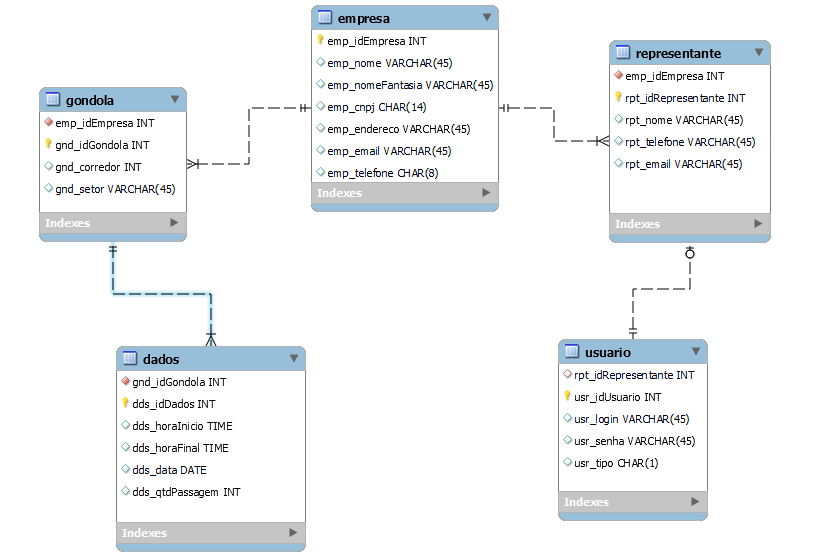 empresa
emp_idEmpresa INT
emp_nome VARCHAR(45)
emp_nomeFantasia VARCHAR(45)
emp_cnpj CHAR(14)
emp_endereco VARCHAR(45)
emp_email VARCHAR(45)
emp_telefone CHAR(8)
Indexes
representante
emp_idEmpresa INT
rpt_idRepresentante INT
rpt_nome VARCHAR(45)
rpt_telefone VARCHAR(45)
rpt_email VARCHAR(45)
Indexes
gondola
emp_idEmpresa INT
gnd_idGondola INT
gnd_corredor INT
gnd_setor VARCHAR(45)
Indexes
dados
gnd_idGondola INT
dds_idDados INT
dds_horaInicio TIME
dds_horaFinal TIME
dds_data DATE
dds_qtdPassagem INT
Indexes
usuario
rpt_idRepresentante INT
usr_idUsuario INT
usr_login VARCHAR(45)
usr_senha VARCHAR(45)
usr_tipo CHAR(1)
Indexes